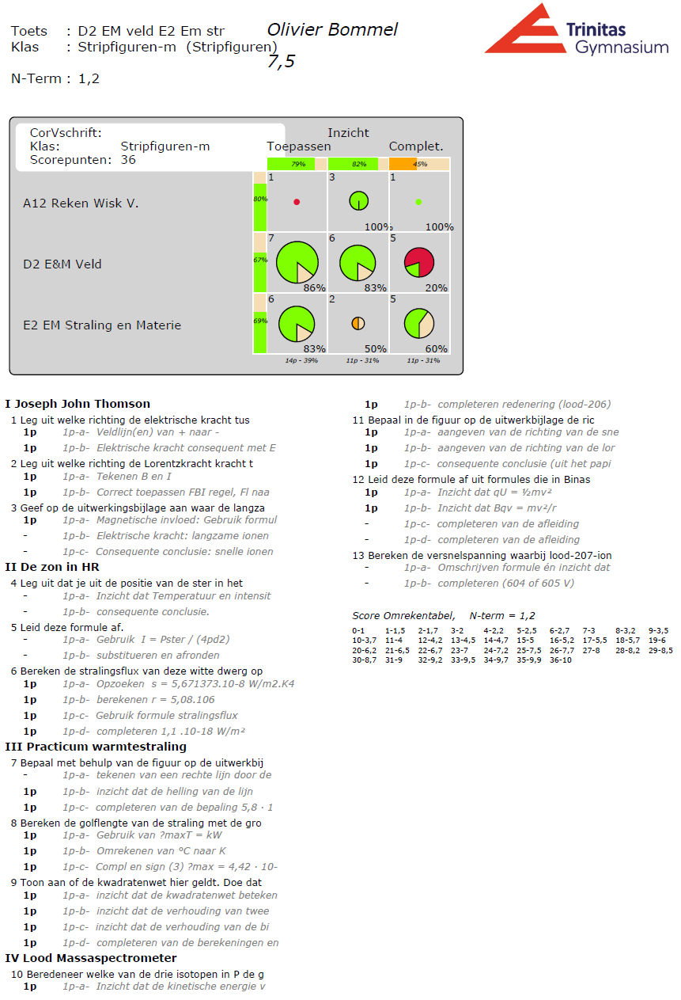 Toets : D2 EM veld E2 Em str
Olivier Bommel
Klas : Stripfiguren-m (Stripfiguren)
7,5
N-Term : 1,2
Trinitas
Gymnasium
CorVschrift:
Klas: Stripfiguren-m
Scorepunten: 36
Toepassen Inzicht Complet.
79% 82% 45%
A12 Reken Wisk V.
80% 1 3 100% 1 100%
D2 E&M Veld
67% 7 86% 6 83% 5 20%
E2 EM Straling en Materie
69% 6 83% 2 50% 5 60%
14p - 39% 11p - 31% 11p - 31%
I Joseph John Thomson
1 Leg uit welke richting de elektrische kracht tus
1p 1p-a- Veldlijn(en) van + naar -
1p 1p-b- Elektrische kracht consequent met E
2 Leg uit welke richting de Lorentzkracht kracht t
1p 1p-a- Tekenen B en I
1p 1p-b- Correct toepassen FBI regel, Fl naa
3 Geef op de uitwerkingsbijlage aan waar de langza
1p 1p-a- Magnetische invloed: Gebruik formul
- 1p-b- Elektrische kracht: langzame ionen
- 1p-c- Consequente conclusie: snelle ionen
II De zon in HR
4 Leg uit dat je uit de positie van de ster in het
- 1p-a- Inzicht dat Temperatuur en intensit
- 1p-b- consequente conclusie.
5 Leid deze formule af.
- 1p-a- Gebruik I = Pster / (4pd2)
- 1p-b- substitueren en afronden
6 Bereken de stralingsflux van deze witte dwerg op
1p 1p-a- Opzoeken s = 5,671373.10-8 W/m2.K4
1p 1p-b- berekenen r = 5,08.106
1p 1p-c- Gebruik formule stralingsflux
1p 1p-d- completeren 1,1 .10-18 W/m²
III Practicum warmtestraling
7 Bepaal met behulp van de figuur op de uitwerkbij
- 1p-a- tekenen van een rechte lijn door de
1p 1p-b- inzicht dat de helling van de lijn
1p 1p-c- completeren van de bepaling 5,8 · 1
8 Bereken de golflengte van de straling met de gro
1p 1p-a- Gebruik van ?maxT = kW
1p 1p-b- Omrekenen van °C naar K
1p 1p-c- Compl en sign (3) ?max = 4,42 · 10-
9 Toon aan of de kwadratenwet hier geldt. Doe dat
1p 1p-a- inzicht dat de kwadratenwet beteken
1p 1p-b- inzicht dat de verhouding van twee
1p 1p-c- inzicht dat de verhouding van de bi
1p 1p-d- completeren van de berekeningen en
IV Lood Massaspectrometer
10 Beredeneer welke van de drie isotopen in P de g
1p 1p-a- Inzicht dat de kinetische energie v
1p 1p-b- completeren redenering (lood-206)
11 Bepaal in de figuur op de uitwerkbijlage de ric
1p 1p-a- aangeven van de richting van de sne
1p 1p-b- aangeven van de richting van de lor
1p 1p-c- consequente conclusie (uit het papi
12 Leid deze formule af uit formules die in Binas
1p 1p-a- Inzicht dat qU = ½mv²
1p 1p-b- Inzicht dat Bqv = mv²/r
- 1p-c- completeren van de afleiding
- 1p-d- completeren van de afleiding
13 Bereken de versnelspanning waarbij lood-207-ion
- 1p-a- Omschrijven formule én inzicht dat
- 1p-b- completeren (604 of 605 V)
Score Omrekentabel, N-term = 1,2
0-1 1-1,5 2-1,7 3-2 4-2,2 5-2,5 6-2,7 7-3 8-3,2 9-3,5
10-3,7 11-4 12-4,2 13-4,5 14-4,7 15-5 16-5,2 17-5,5 18-5,7 19-6
20-6,2 21-6,5 22-6,7 23-7 24-7,2 25-7,5 26-7,7 27-8 28-8,2 29-8,5
30-8,7 31-9 32-9,2 33-9,5 34-9,7 35-9,9 36-10